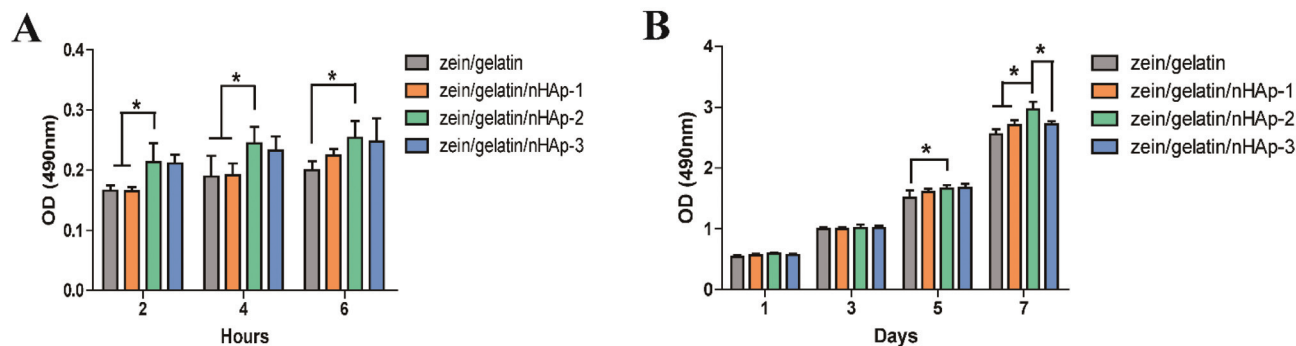 A
OD (490nm)
0.4
0.3
0.2
0.1
0.0
*
*
*
2
4
6
Hours
zein/gelatin
zein/gelatin/nHAp-1
zein/gelatin/nHAp-2
zein/gelatin/nHAp-3
B
OD (490nm)
4
3
2
1
0
*
*
*
1
3
5
7
Days
zein/gelatin
zein/gelatin/nHAp-1
zein/gelatin/nHAp-2
zein/gelatin/nHAp-3